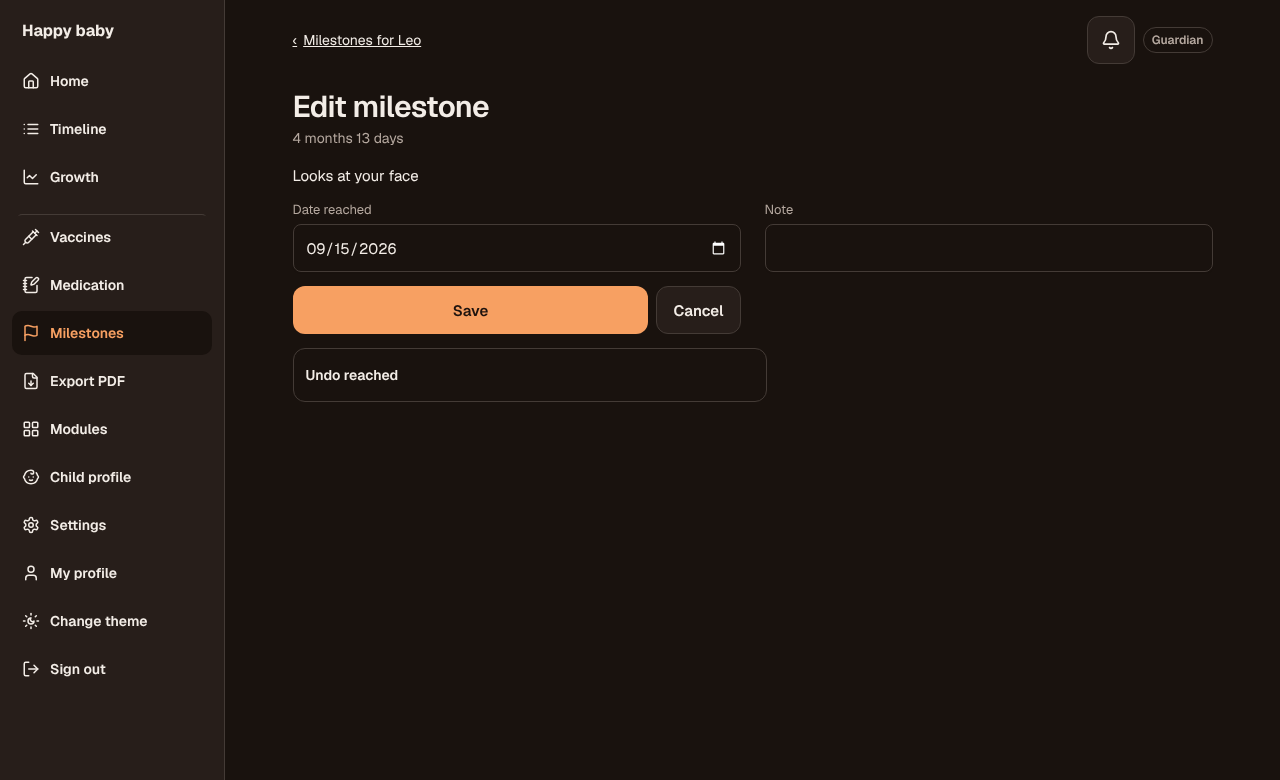 Happy baby
Home
Timeline
Growth
Vaccines
Medication
Milestones
Export PDF
Modules
Child profile
Settings
My profile
Change theme
Sign out
‹ Milestones for Leo
Guardian
Edit milestone
4 months 13 days
Looks at your face
Date reached
09/15/2026
Note
Save
Cancel
Undo reached